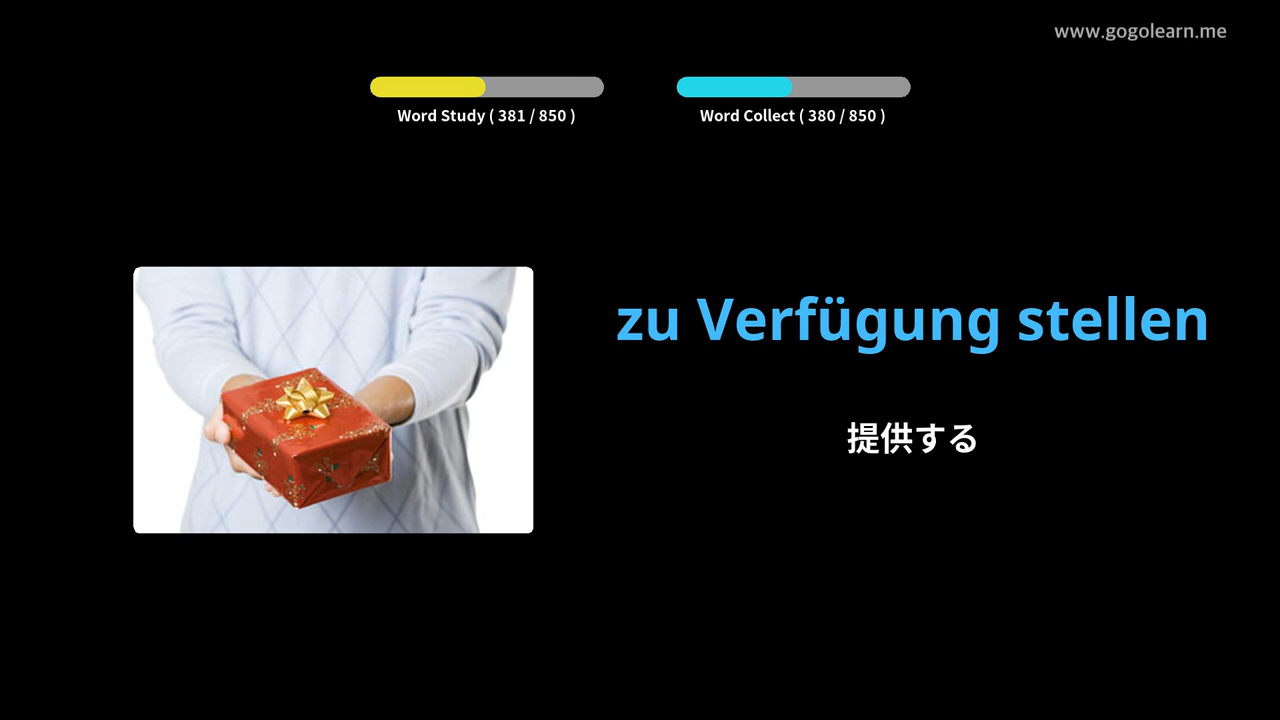 www.gogolearn.me
Word Study ( 381 / 850 )
Word Collect ( 380 / 850 )
zu Verfügung stellen
提供する